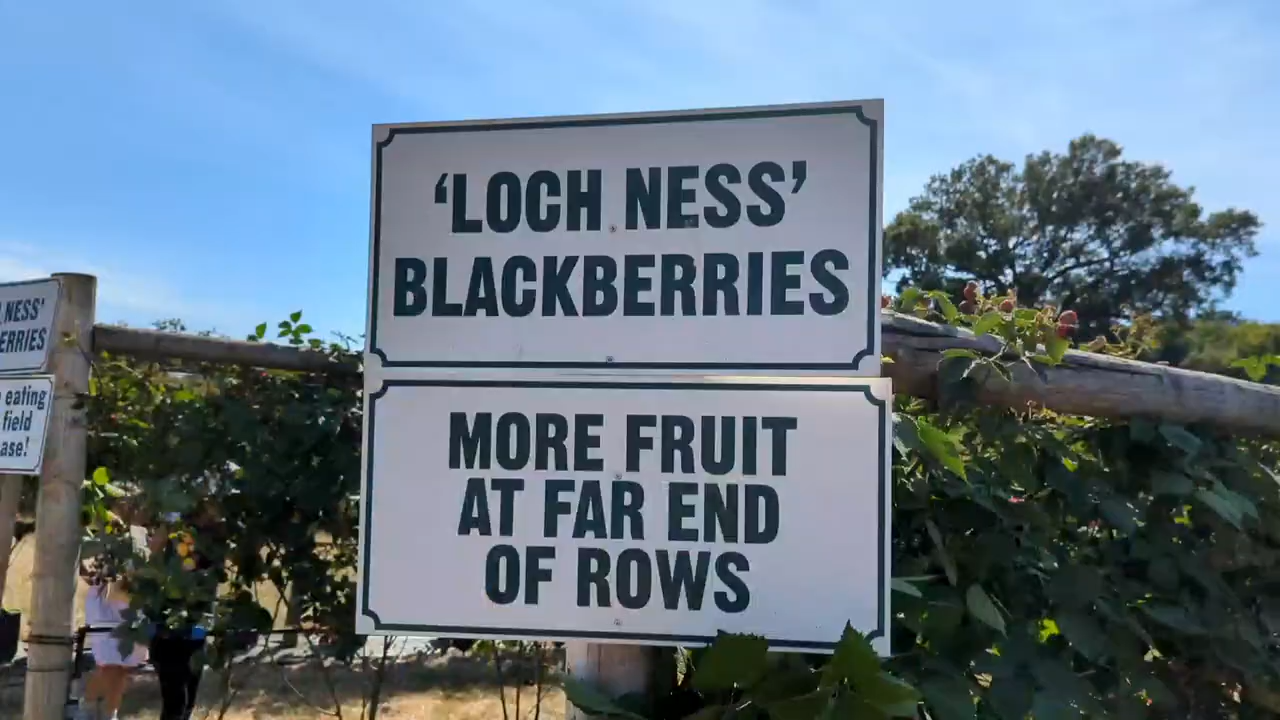 ‘LOCH NESS’
BLACKBERRIES
MORE FRUIT
AT FAR END
OF ROWS
NESS’
ERRIES
eating
field
ase!